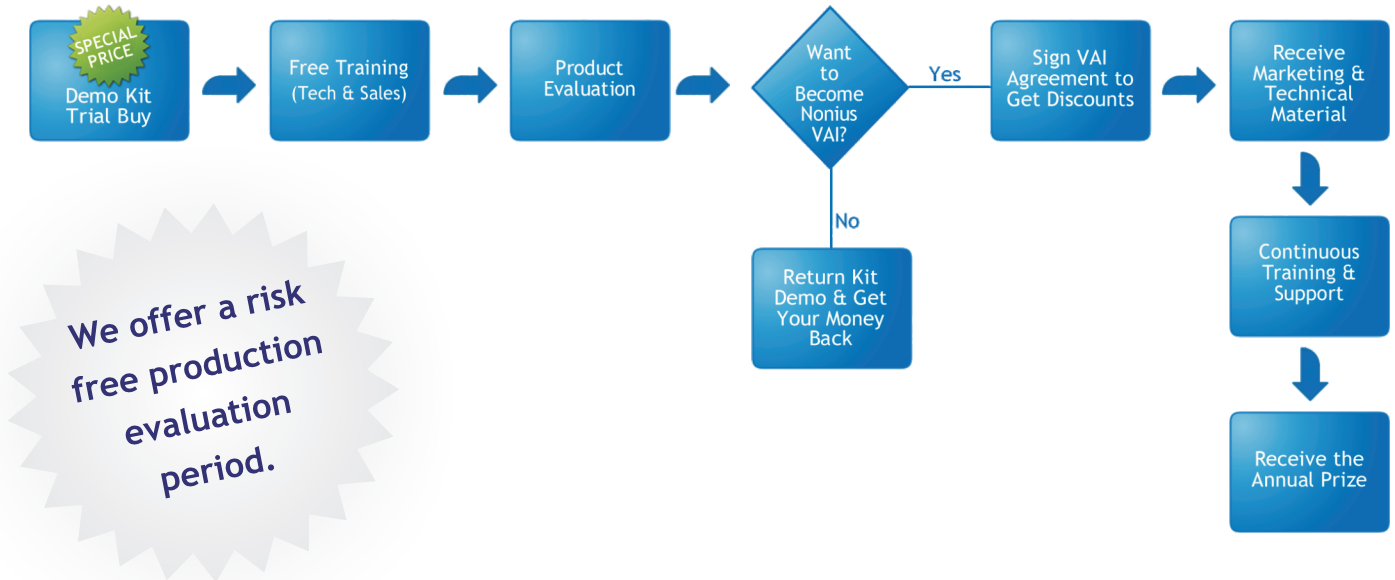 SPECIAL
PRICE
Demo Kit
Trial Buy
Free Training
(Tech & Sales)
Product
Evaluation
Want
to
Become
Nonius
VAI?
Yes
Sign VAI
Agreement to
Get Discounts
Receive
Marketing &
Technical
Material
No
Return Kit
Demo & Get
Your Money
Back
Continuous
Training &
Support
Receive the
Annual Prize
We offer a risk
free production
evaluation
period.